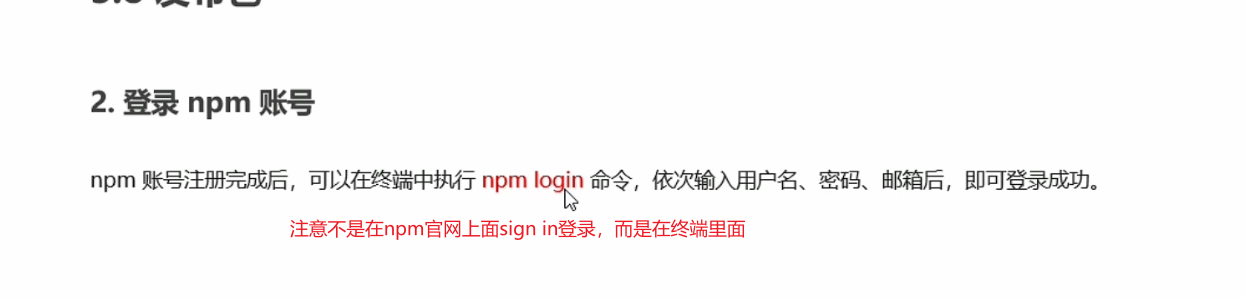 2. 登录 npm 账号
npm 账号注册完成后，可以在终端中执行 npm login 命令，依次输入用户名、密码、邮箱后，即可登录成功。
注意不是在npm官网上面sign in登录，而是在终端里面